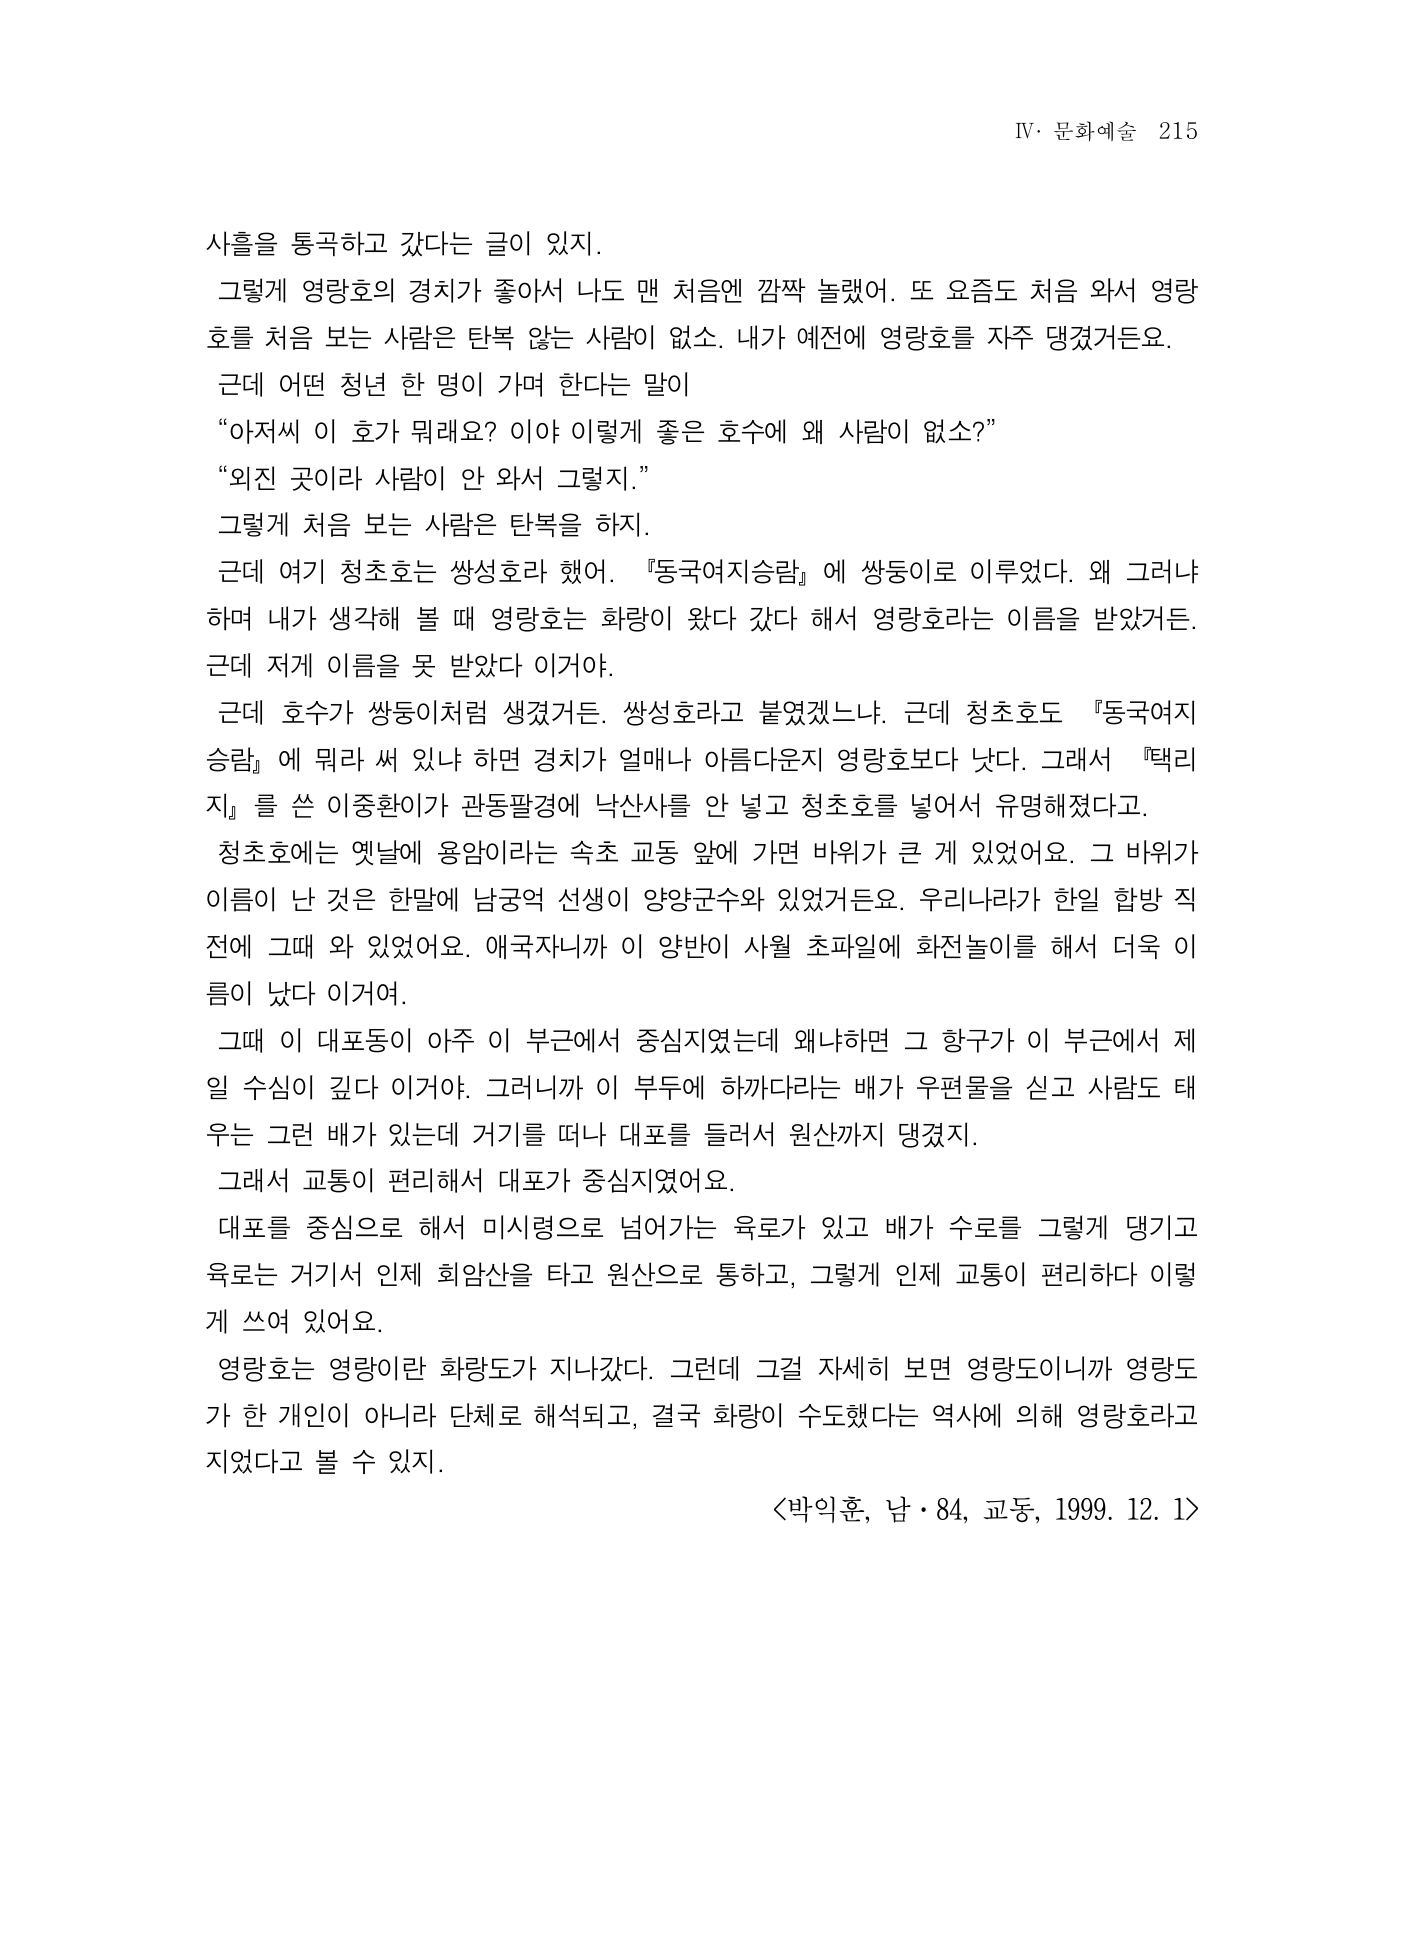 Ⅳ· 문화예술 215
사흘을 통곡하고 갔다는 글이 있지.
그렇게 영랑호의 경치가 좋아서 나도 맨 처음엔 깜짝 놀랬어. 또 요즘도 처음 와서 영랑
호를 처음 보는 사람은 탄복 않는 사람이 없소. 내가 예전에 영랑호를 자주 댕겼거든요.
근데 어떤 청년 한 명이 가며 한다는 말이
“아저씨 이 호가 뭐래요? 이야 이렇게 좋은 호수에 왜 사람이 없소?”
“외진 곳이라 사람이 안 와서 그렇지.”
그렇게 처음 보는 사람은 탄복을 하지.
근데 여기 청초호는 쌍성호라 했어. 『동국여지승람』에 쌍둥이로 이루었다. 왜 그러냐
하며 내가 생각해 볼 때 영랑호는 화랑이 왔다 갔다 해서 영랑호라는 이름을 받았거든.
근데 저게 이름을 못 받았다 이거야.
근데 호수가 쌍둥이처럼 생겼거든. 쌍성호라고 붙였겠느냐. 근데 청초호도 『동국여지
승람』에 뭐라 써 있냐 하면 경치가 얼매나 아름다운지 영랑호보다 낫다. 그래서 『택리
지』를 쓴 이중환이가 관동팔경에 낙산사를 안 넣고 청초호를 넣어서 유명해졌다고.
청초호에는 옛날에 용암이라는 속초 교동 앞에 가면 바위가 큰 게 있었어요. 그 바위가
이름이 난 것은 한말에 남궁억 선생이 양양군수와 있었거든요. 우리나라가 한일 합방 직
전에 그때 와 있었어요. 애국자니까 이 양반이 사월 초파일에 화전놀이를 해서 더욱 이
름이 났다 이거여.
그때 이 대포동이 아주 이 부근에서 중심지였는데 왜냐하면 그 항구가 이 부근에서 제
일 수심이 깊다 이거야. 그러니까 이 부두에 하까다라는 배가 우편물을 싣고 사람도 태
우는 그런 배가 있는데 거기를 떠나 대포를 들러서 원산까지 댕겼지.
그래서 교통이 편리해서 대포가 중심지였어요.
대포를 중심으로 해서 미시령으로 넘어가는 육로가 있고 배가 수로를 그렇게 댕기고
육로는 거기서 인제 회암산을 타고 원산으로 통하고, 그렇게 인제 교통이 편리하다 이렇
게 쓰여 있어요.
영랑호는 영랑이란 화랑도가 지나갔다. 그런데 그걸 자세히 보면 영랑도이니까 영랑도
가 한 개인이 아니라 단체로 해석되고, 결국 화랑이 수도했다는 역사에 의해 영랑호라고
지었다고 볼 수 있지.
<박익훈, 남·84, 교동, 1999. 12. 1>